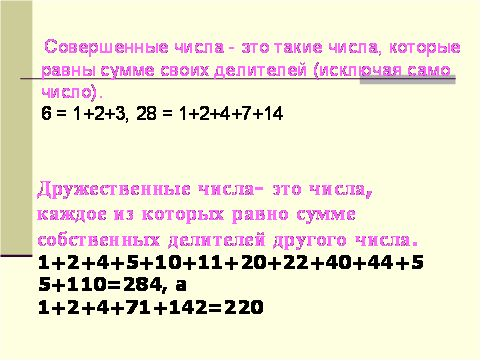 Совершенные числа - это такие числа, которые
равны сумме своих делителей (исключая само
число).
6 = 1+2+3, 28 = 1+2+4+7+14
Дружественные числа– это числа,
каждое из которых равно сумме
собственных делителей другого числа.
1+2+4+5+10+11+20+22+40+44+5
5+110=284, а
1+2+4+71+142=220